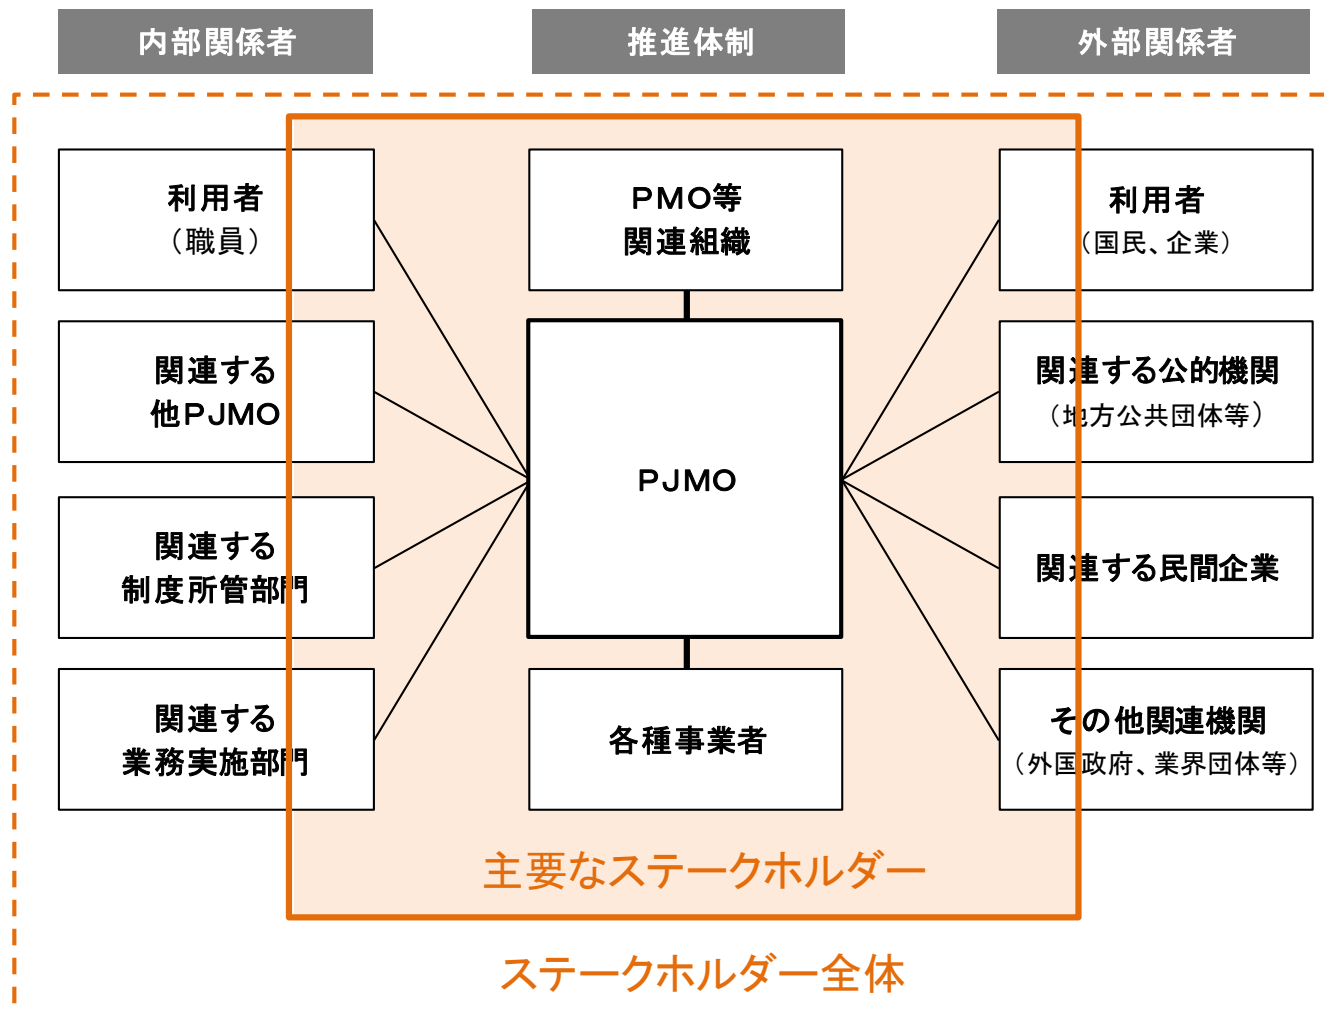 内部関係者
推進体制
外部関係者
利用者
（職員）
PMO等
関連組織
利用者
（国民、企業）
関連する
他PJMO
関連する公的機関
（地方公共団体等）
PJMO
関連する
制度所管部門
関連する民間企業
関連する
業務実施部門
各種事業者
その他関連機関
（外国政府、業界団体等）
主要なステークホルダー
ステークホルダー全体